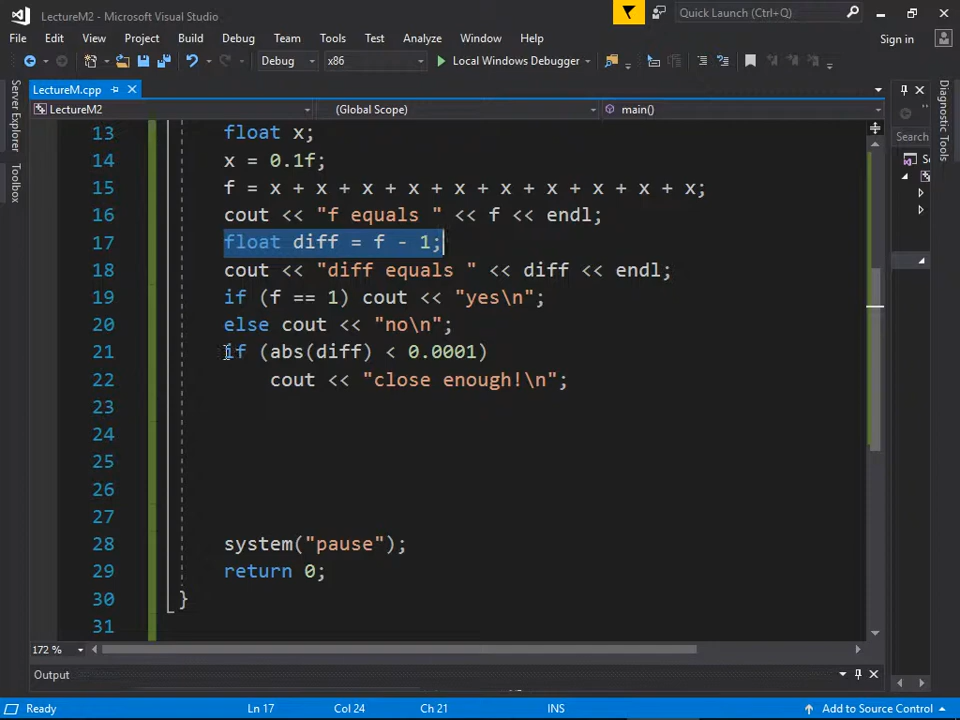 LectureM2 - Microsoft Visual Studio
Quick Launch (Ctrl+Q)
File Edit View Project Build Debug Team Tools Test Analyze Window Help
Sign in
Debug x86 Local Windows Debugger
LectureM.cpp
LectureM2 (Global Scope) main()
Server Explorer
Toolbox
Diagnostic Tools
Search
13 float x;
14 x = 0.1f;
15 f = x + x + x + x + x + x + x + x + x + x + x;
16 cout << "f equals " << f << endl;
17 float diff = f - 1;
18 cout << "diff equals " << diff << endl;
19 if (f == 1) cout << "yes\n";
20 else cout << "no\n";
21 if (abs(diff) < 0.0001)
22 cout << "close enough!\n";
23
24
25
26
27
28 system("pause");
29 return 0;
30 }
31
172 %
Output
Ready Ln 17 Col 24 Ch 21 INS Add to Source Control